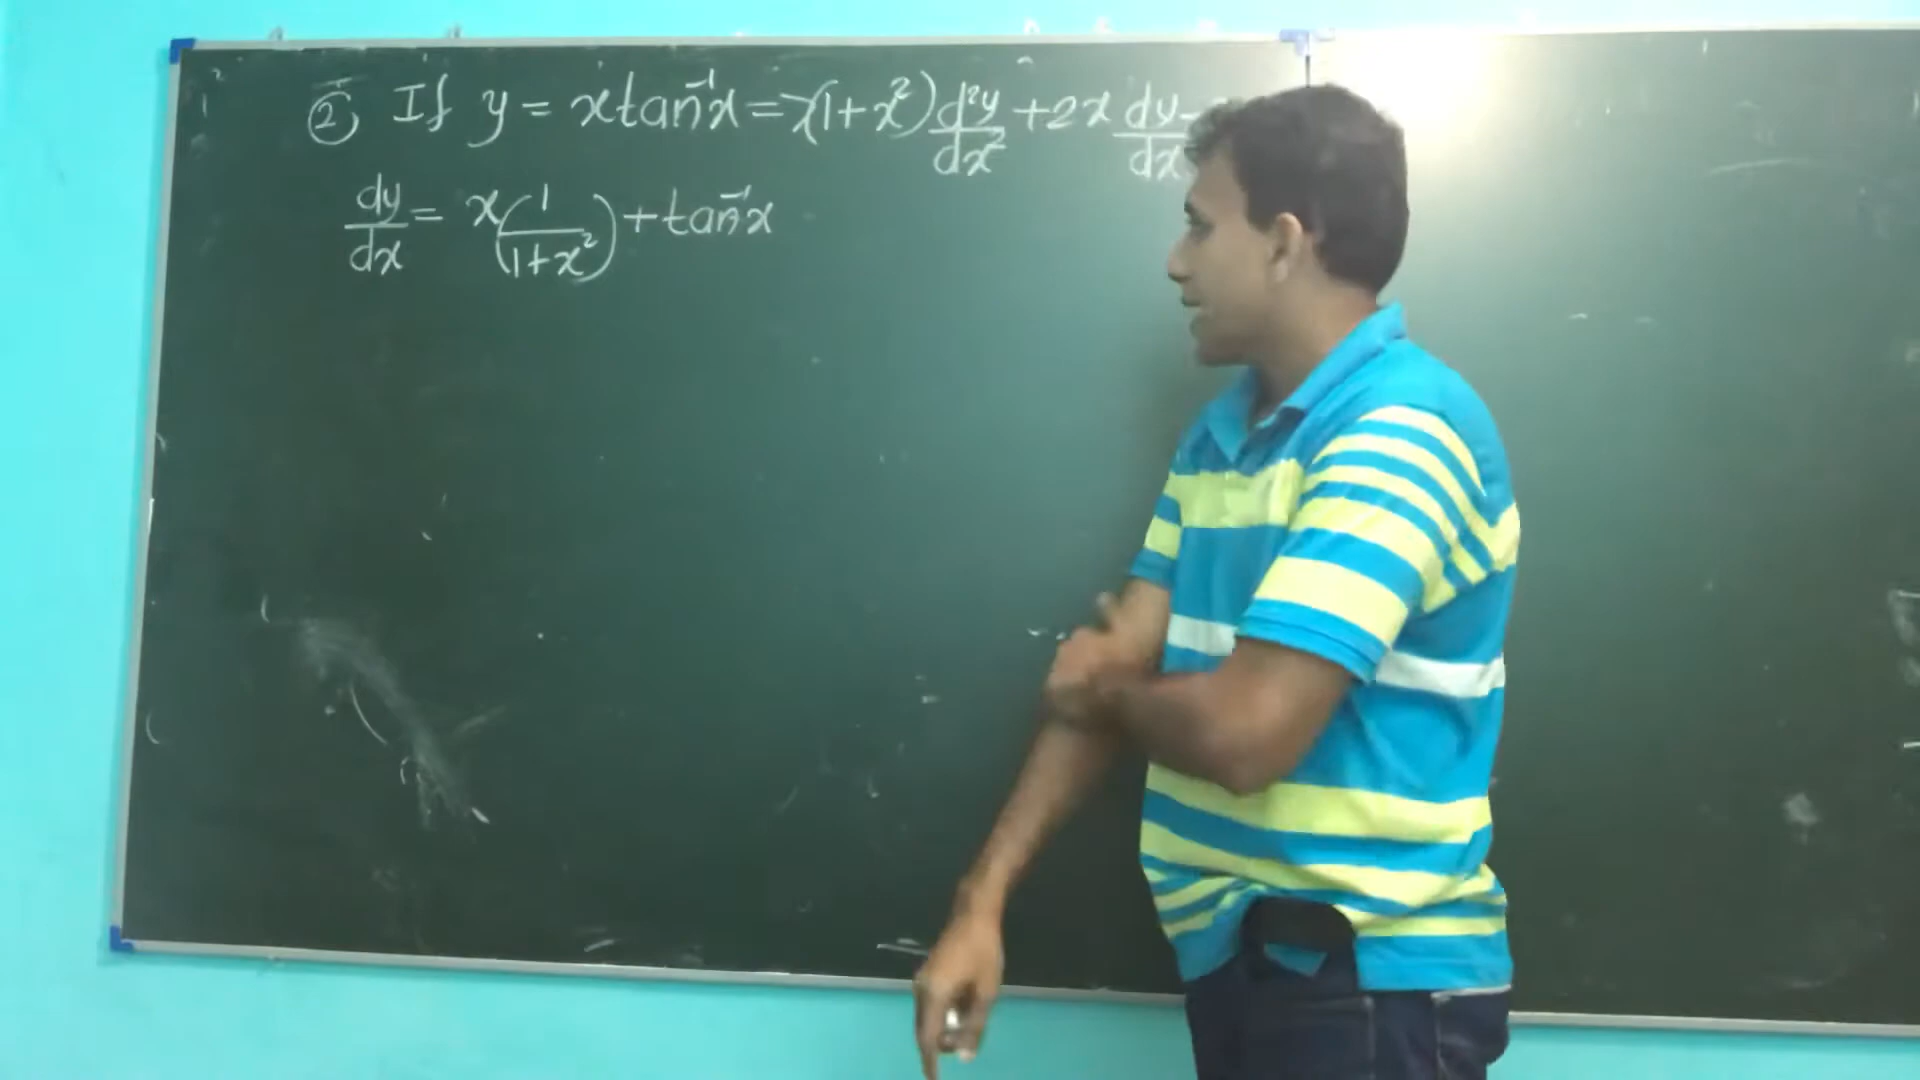 ② If y = x tan⁻¹x ⇒ (1+x²) d²y/dx² + 2x dy/dx -
dy/dx = x(1/(1+x²)) + tan⁻¹x